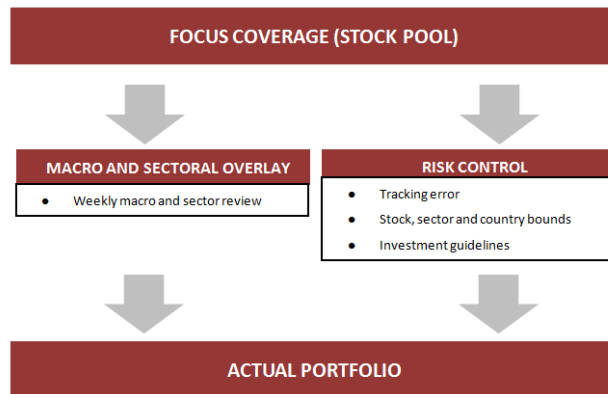 FOCUS COVERAGE (STOCK POOL)
MACRO AND SECTORAL OVERLAY
● Weekly macro and sector review
RISK CONTROL
● Tracking error
● Stock, sector and country bounds
● Investment guidelines
ACTUAL PORTFOLIO